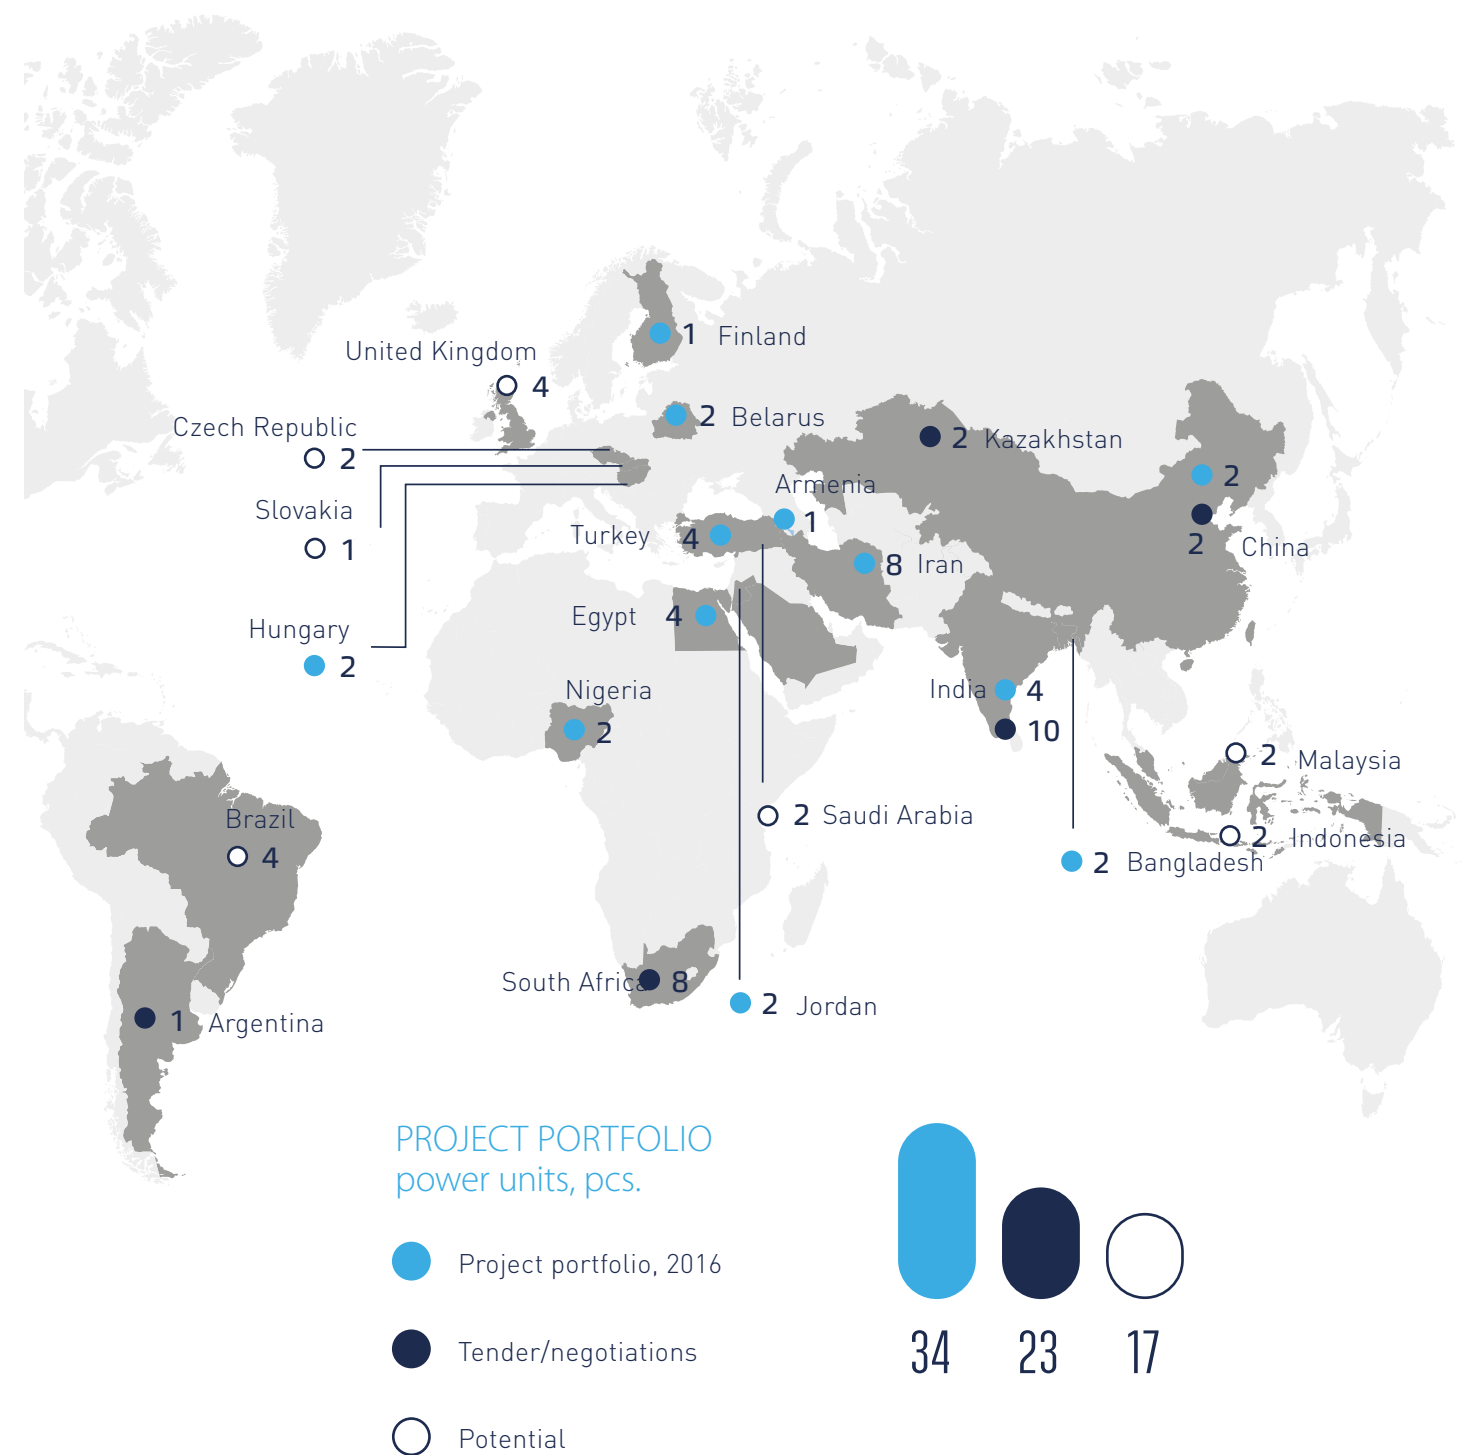 1 Finland
United Kingdom
4
2 Belarus
Czech Republic
2
2 Kazakhstan
2
Armenia
1
Slovakia
1
Turkey 4
2 China
8 Iran
Egypt 4
Hungary
2
Nigeria
2
India 4
10
2 Malaysia
Brazil
4
2 Saudi Arabia
2 Indonesia
2 Bangladesh
South Africa 8
2 Jordan
1 Argentina
PROJECT PORTFOLIO
power units, pcs.
Project portfolio, 2016
Tender/negotiations
Potential
34 23 17